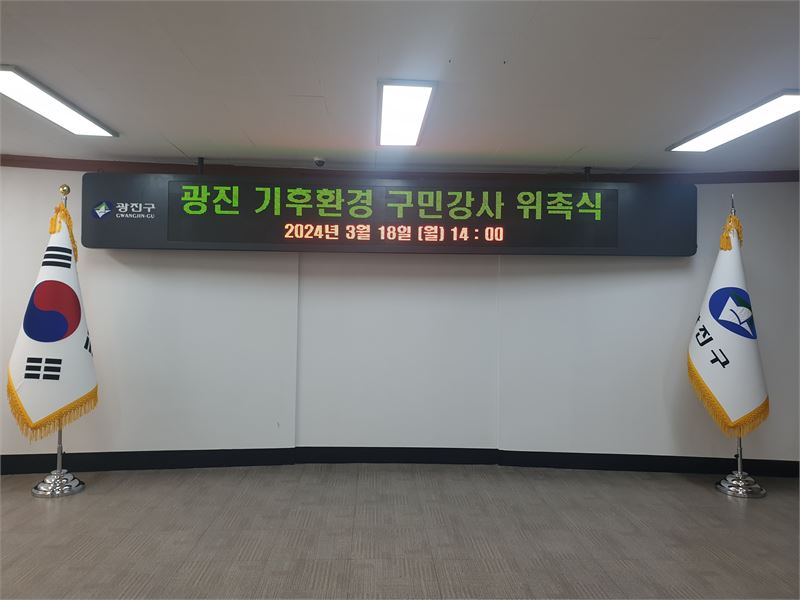 광진구
GWANGJIN-GU
광진 기후환경 구민강사 위촉식
2024년 3월 18일 (월) 14 : 00
진구